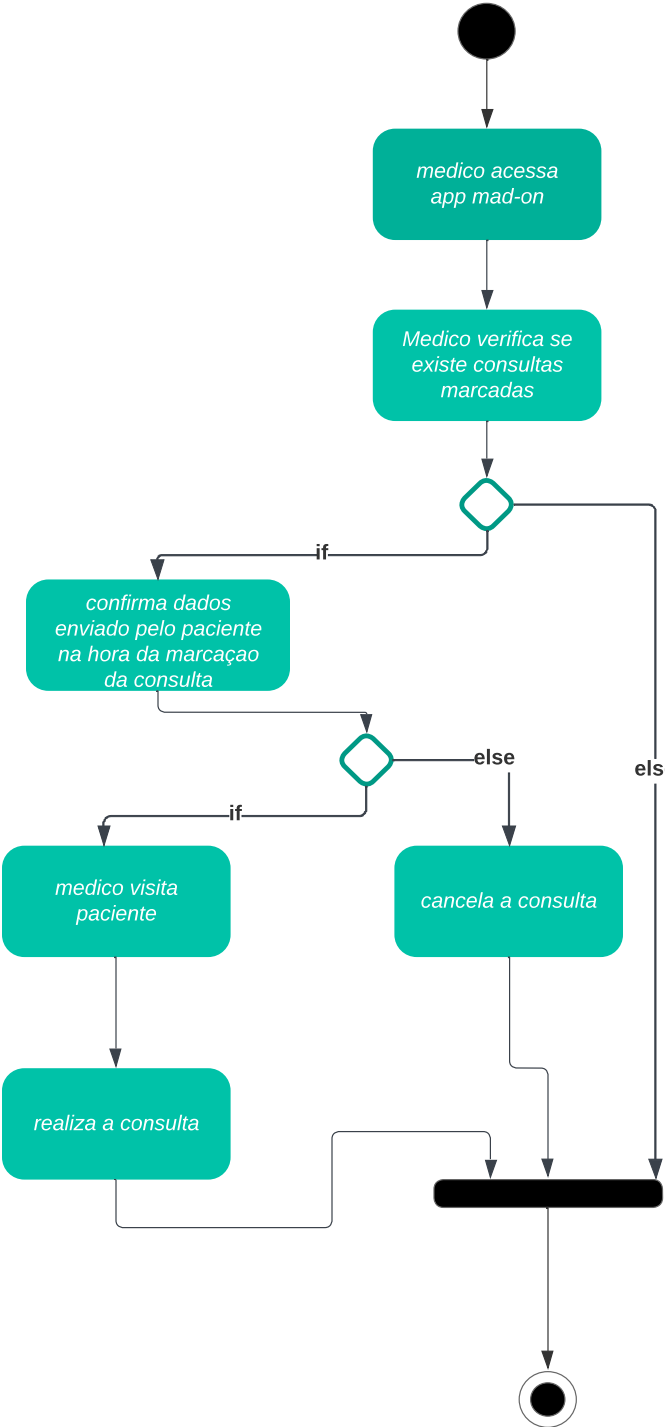 medico acessa
app mad-on
Medico verifica se
existe consultas
marcadas
if
confirma dados
enviado pelo paciente
na hora da marcaçao
da consulta
else
els
if
medico visita
paciente
cancela a consulta
realiza a consulta